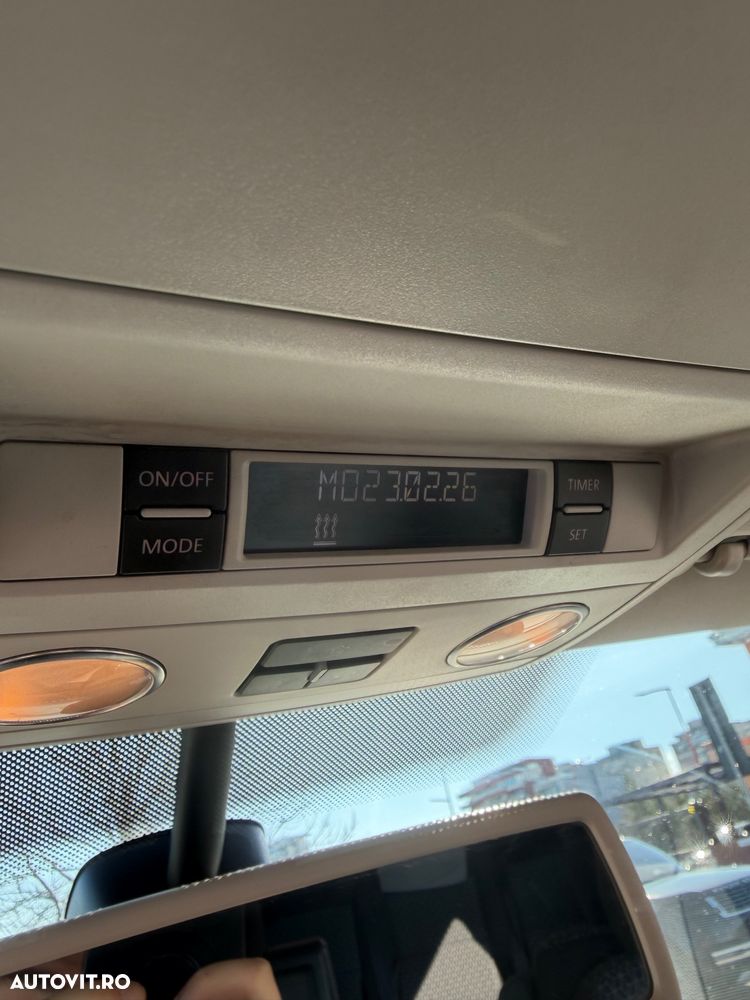 ON/OFF
MODE
MO23.02.26
TIMER
SET
AUTOVIT.RO